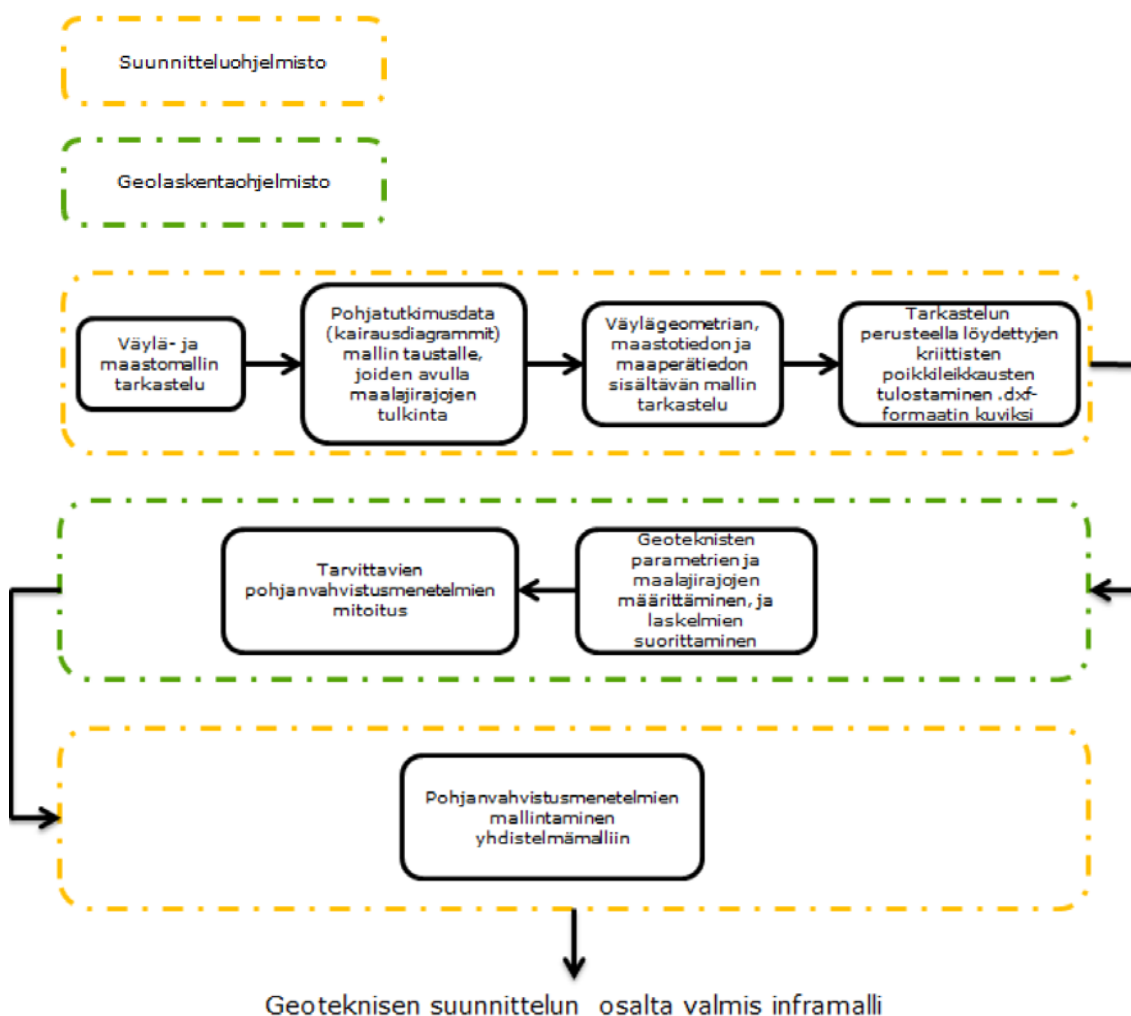 Suunnitteluohjelmisto
Geolaskentaohjelmisto
Väylä- ja
maastomallin
tarkastelu
Pohjatutkimusdata
(kairausdiagrammit)
mallin taustalle,
joiden avulla
maalajirajojen
tulkinta
Väylägeometrian,
maastotiedon ja
maaperätiedon
sisältävän mallin
tarkastelu
Tarkastelun
perusteella löydettyjen
kriittisten
poikkileikkausten
tulostaminen .dxf-
formaatin kuviksi
Geoteknisten
parametrien ja
maalajirajojen
määrittäminen, ja
laskelmien
suorittaminen
Tarvittavien
pohjanvahvistusmenetelmien
mitoitus
Pohjanvahvistusmenetelmien
mallintaminen
yhdistelmämalliin
Geoteknisen suunnittelun osalta valmis inframalli